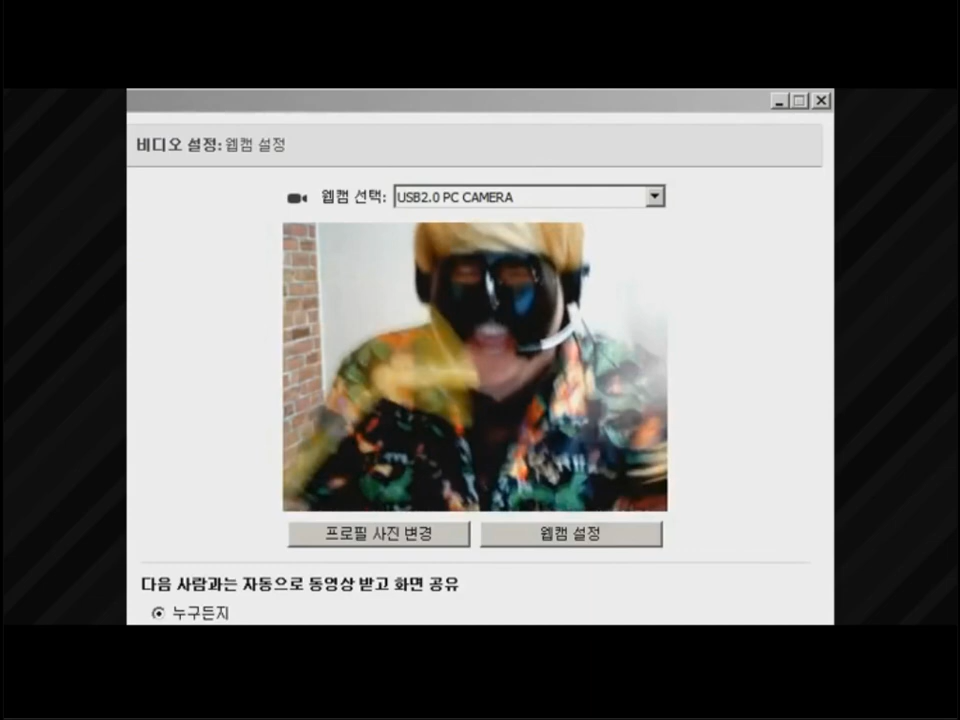 비디오 설정: 웹캠 설정
웹캠 선택: USB2.0 PC CAMERA
프로필 사진 변경 웹캠 설정
다음 사람과는 자동으로 동영상 받고 화면 공유
누구든지